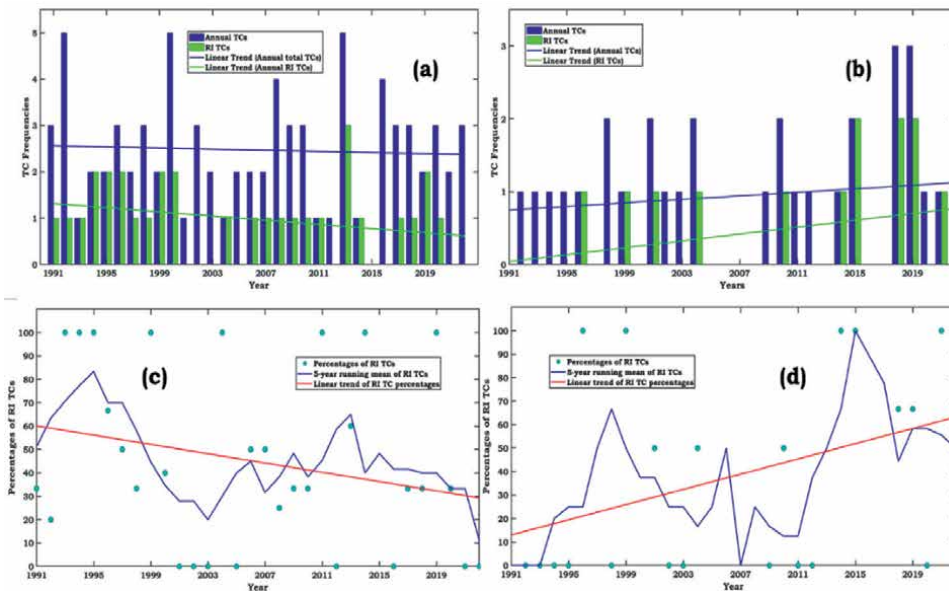 Annual TCs
RI TCs
Linear Trend (Annual total TCs)
Linear Trend (Annual RI TCs)
(a)
TC Frequencies
6
5
4
3
2
1
0
1991 1995 1999 2003 2007 2011 2015 2019
Year
Annual TCs
RI TCs
Linear Trend (Annual TCs)
Linear Trend (RI TCs)
(b)
TC Frequencies
3
2
1
0
1991 1995 1999 2003 2007 2011 2015 2019
Years
Percentages of RI TCs
5-year running mean of RI TCs
Linear trend of RI TC percentages
(c)
Percentages of RI TCs
100
90
80
70
60
50
40
30
20
10
0
1991 1995 1999 2003 2007 2011 2015 2019
Year
Percentages of RI TCs
5-year running mean of RI TCs
Linear trend of RI TC percentages
(d)
Percentages of RI TCs
100
90
80
70
60
50
40
30
20
10
0
1991 1995 1999 2003 2007 2011 2015 2019
Year